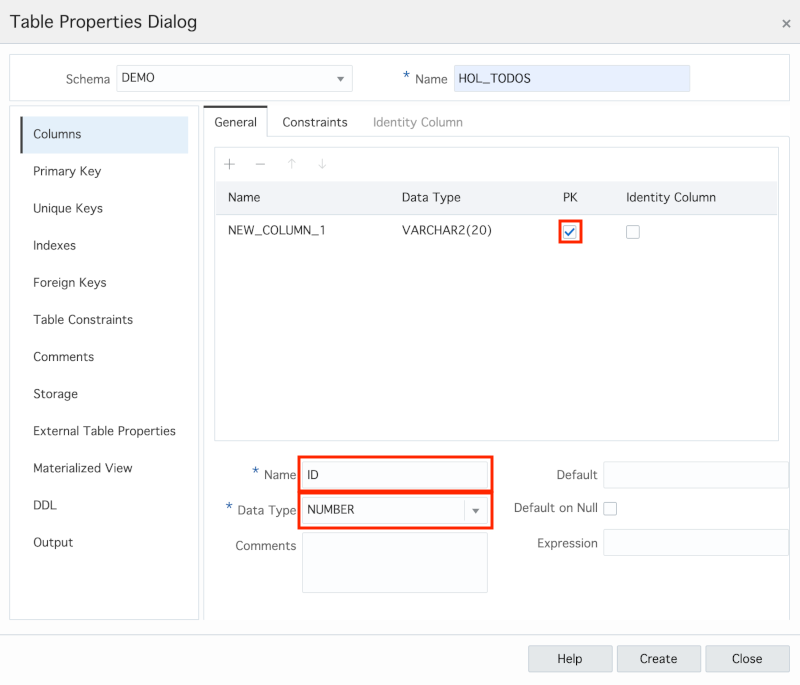 Table Properties Dialog
×
Schema DEMO * Name HOL_TODOS
Columns
Primary Key
Unique Keys
Indexes
Foreign Keys
Table Constraints
Comments
Storage
External Table Properties
Materialized View
DDL
Output
General Constraints Identity Column
Name Data Type PK Identity Column
NEW_COLUMN_1 VARCHAR2(20)
* Name ID Default
* Data Type NUMBER Default on Null
Comments Expression
Help Create Close